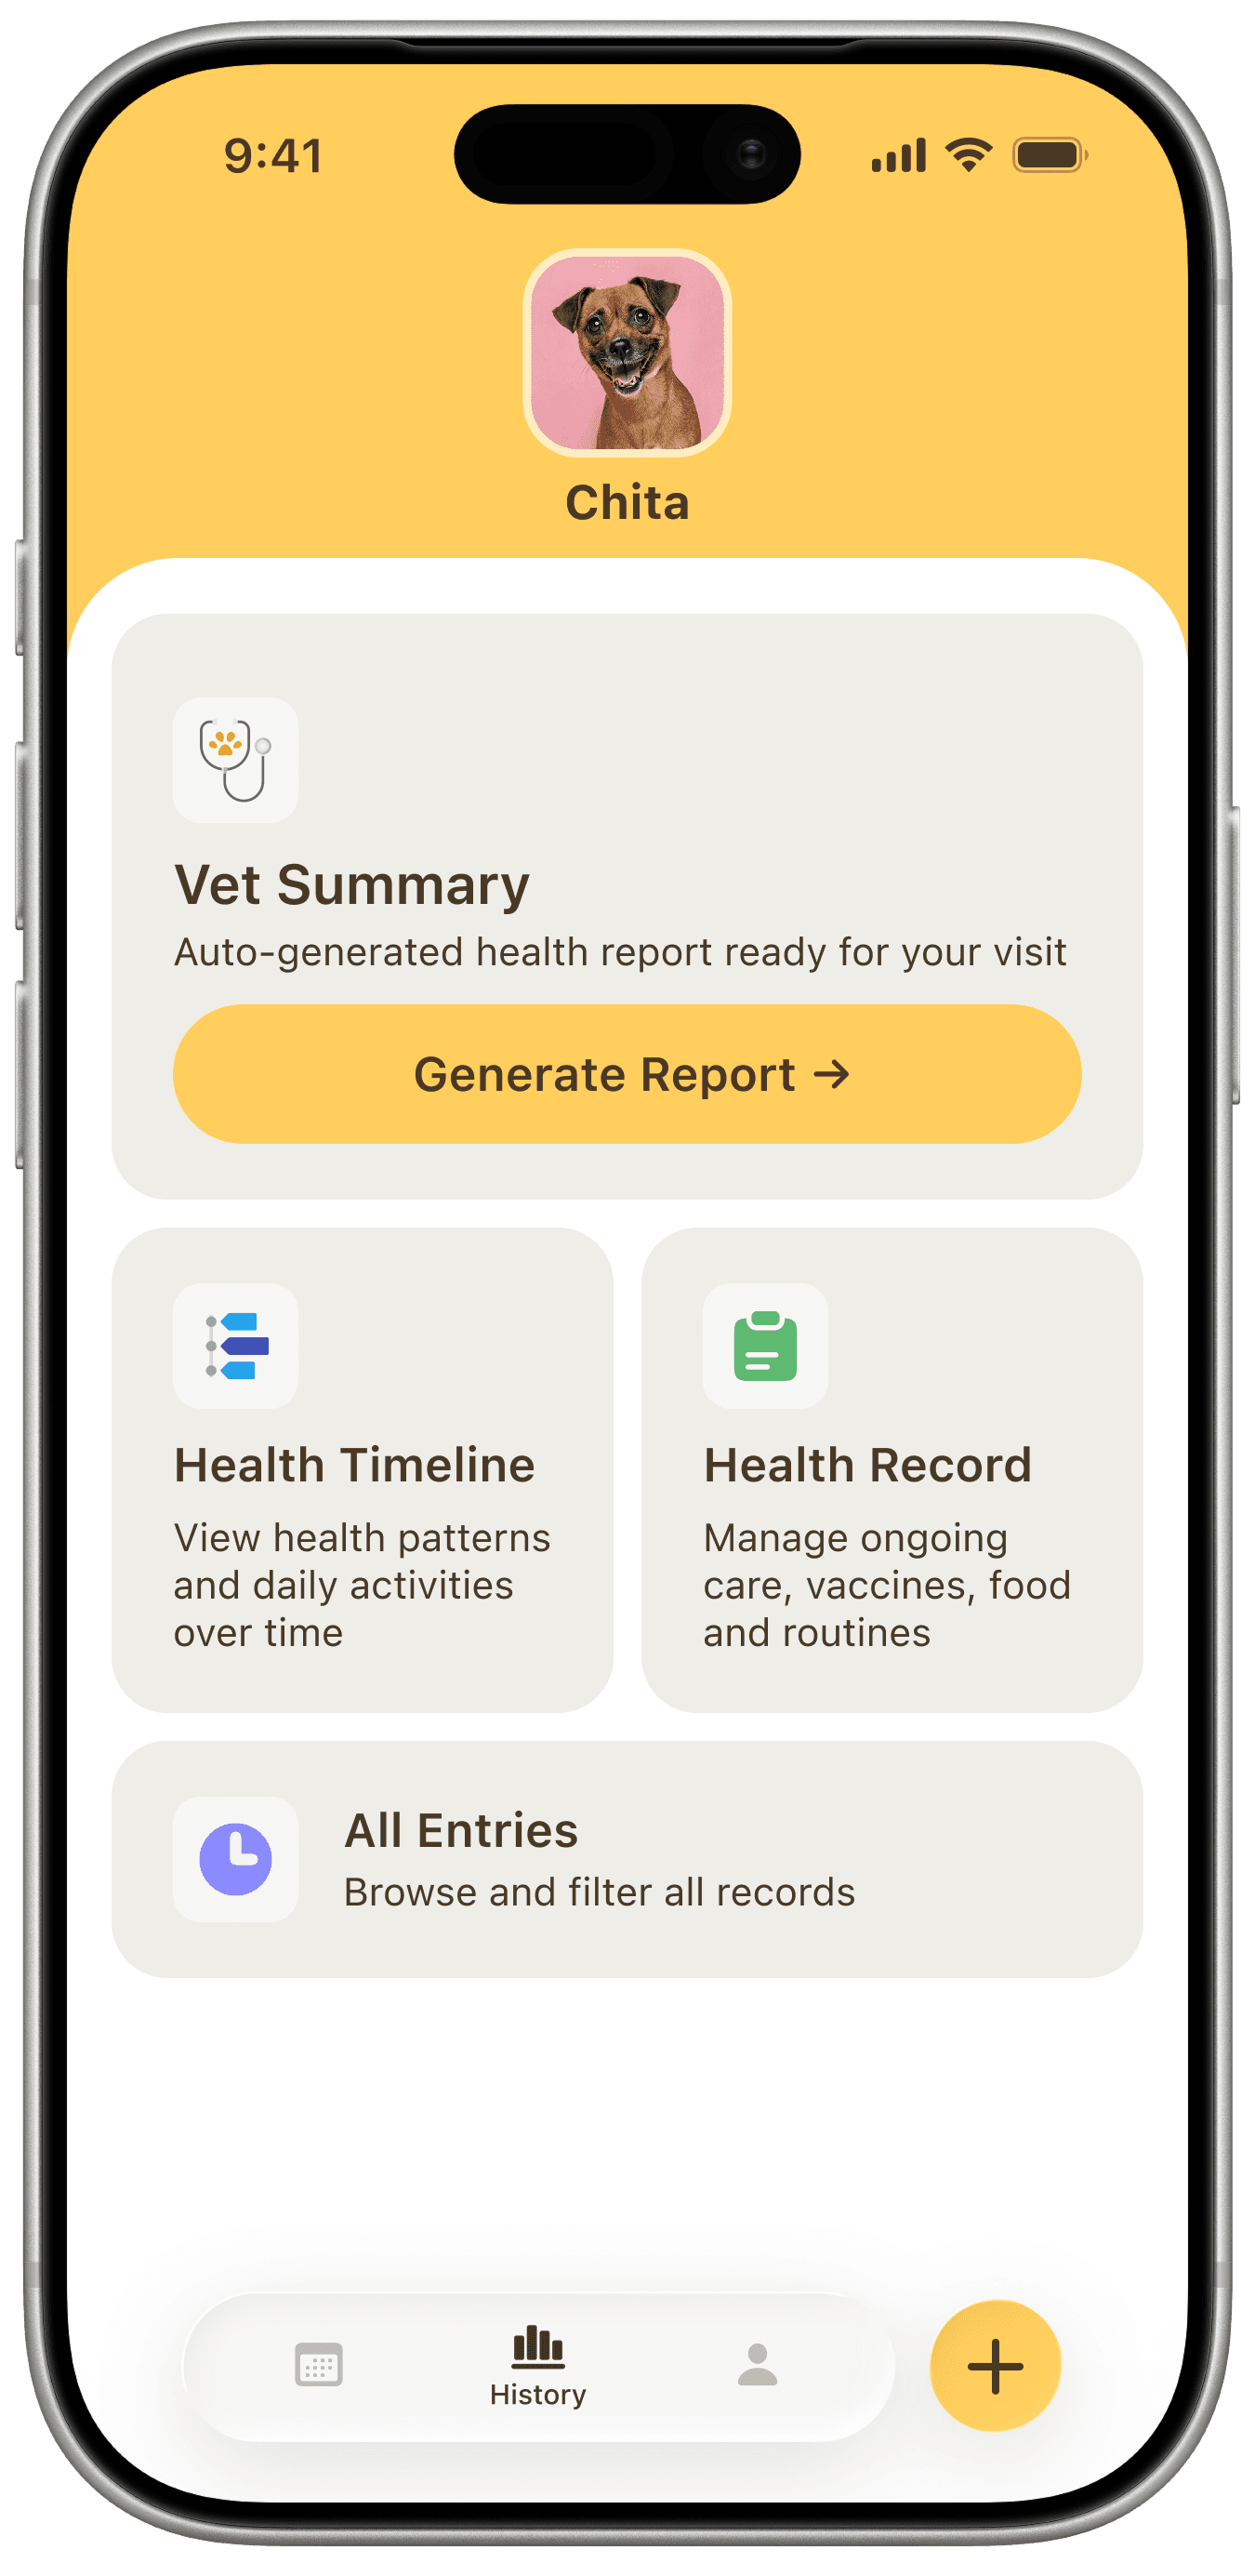 9:41
Chita
Vet Summary
Auto-generated health report ready for your visit
Generate Report →
Health Timeline
View health patterns
and daily activities
over time
Health Record
Manage ongoing
care, vaccines, food
and routines
All Entries
Browse and filter all records
History